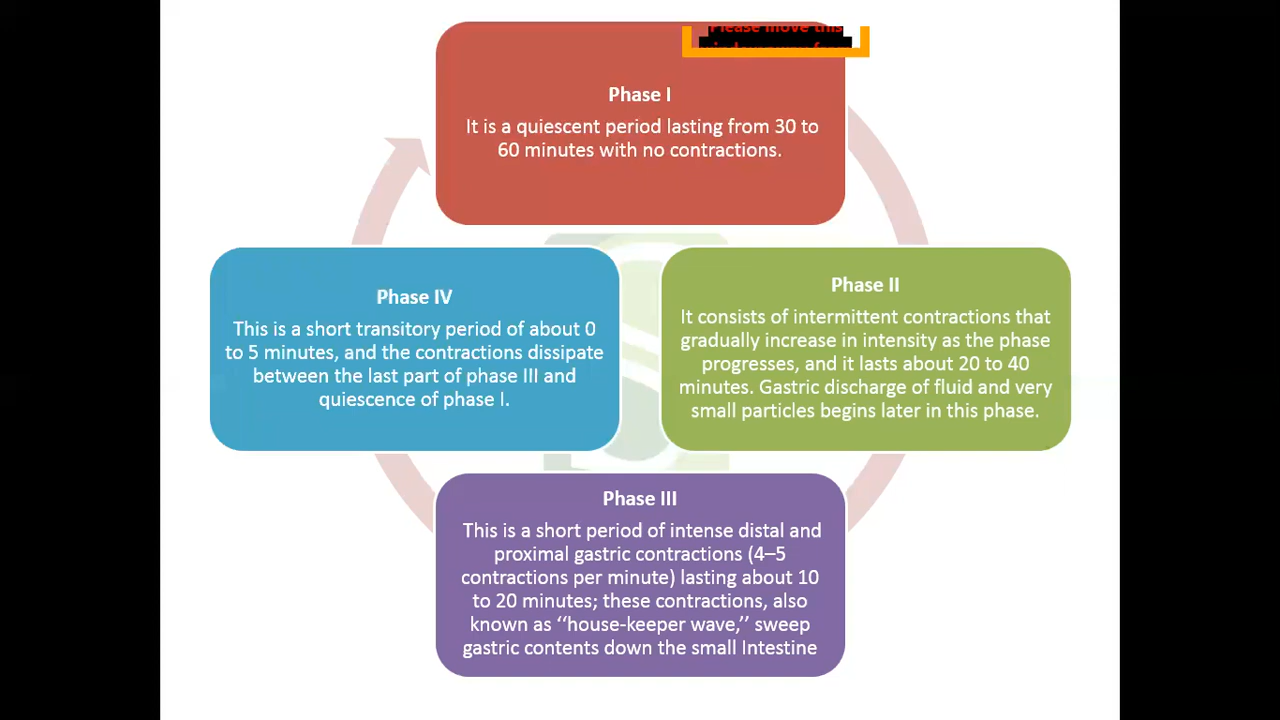 Please move this
Phase I
It is a quiescent period lasting from 30 to
60 minutes with no contractions.
Phase II
It consists of intermittent contractions that
gradually increase in intensity as the phase
progresses, and it lasts about 20 to 40
minutes. Gastric discharge of fluid and very
small particles begins later in this phase.
Phase III
This is a short period of intense distal and
proximal gastric contractions (4–5
contractions per minute) lasting about 10
to 20 minutes; these contractions, also
known as ‘‘house-keeper wave,’’ sweep
gastric contents down the small Intestine
Phase IV
This is a short transitory period of about 0
to 5 minutes, and the contractions dissipate
between the last part of phase III and
quiescence of phase I.